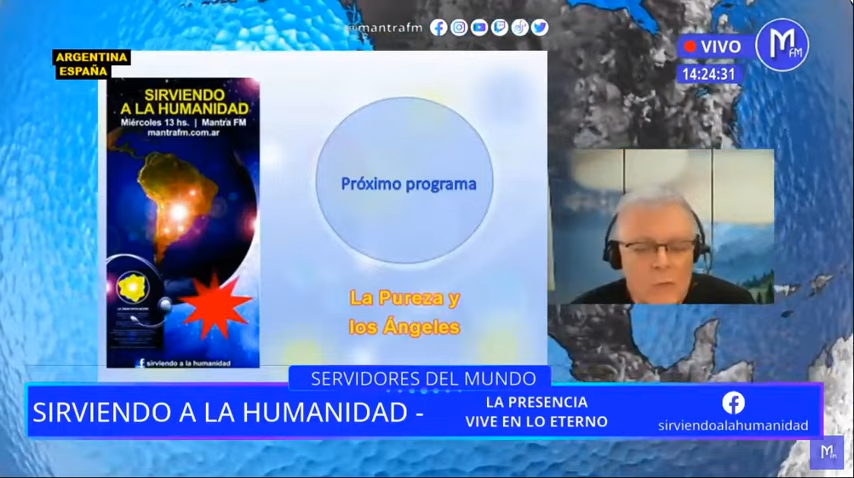 mantrafm
VIVO
M
FM
14:24:31
ARGENTINA
ESPAÑA
SIRVIENDO
A LA HUMANIDAD
Miércoles 13 hs. | Mantra FM
mantrafm.com.ar
sirviendo a la humanidad
Próximo programa
La Pureza y
los Ángeles
SERVIDORES DEL MUNDO
SIRVIENDO A LA HUMANIDAD -
LA PRESENCIA
VIVE EN LO ETERNO
sirviendoalahumanidad
M
FM